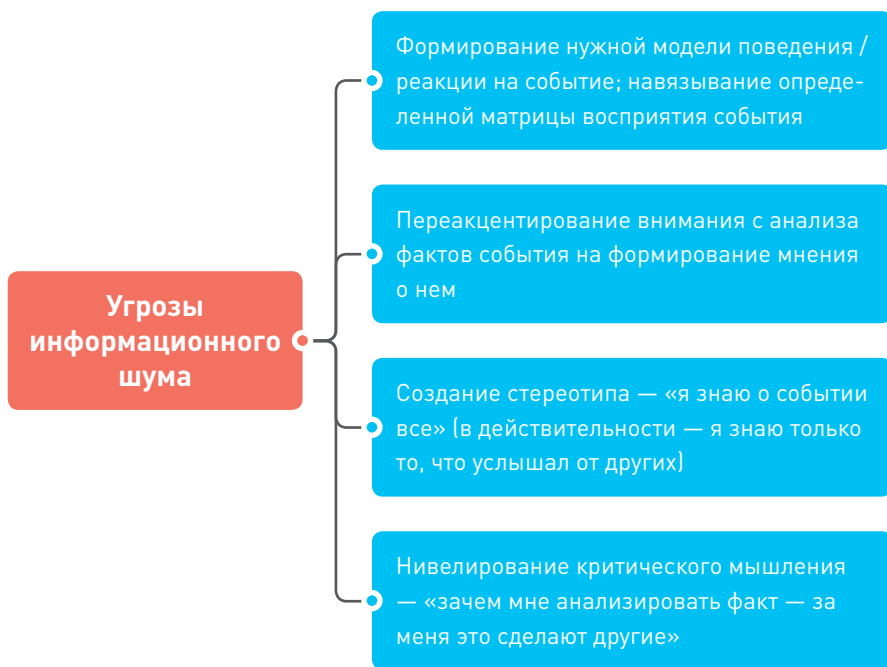 Формирование нужной модели поведения /
реакции на событие; навязывание опреде-
ленной матрицы восприятия события
Переакцентирование внимания с анализа
фактов события на формирование мнения
о нем
Угрозы
информационного
шума
Создание стереотипа — «я знаю о событии
все» (в действительности — я знаю только
то, что услышал от других)
Нивелирование критического мышления
— «зачем мне анализировать факт — за
меня это сделают другие»